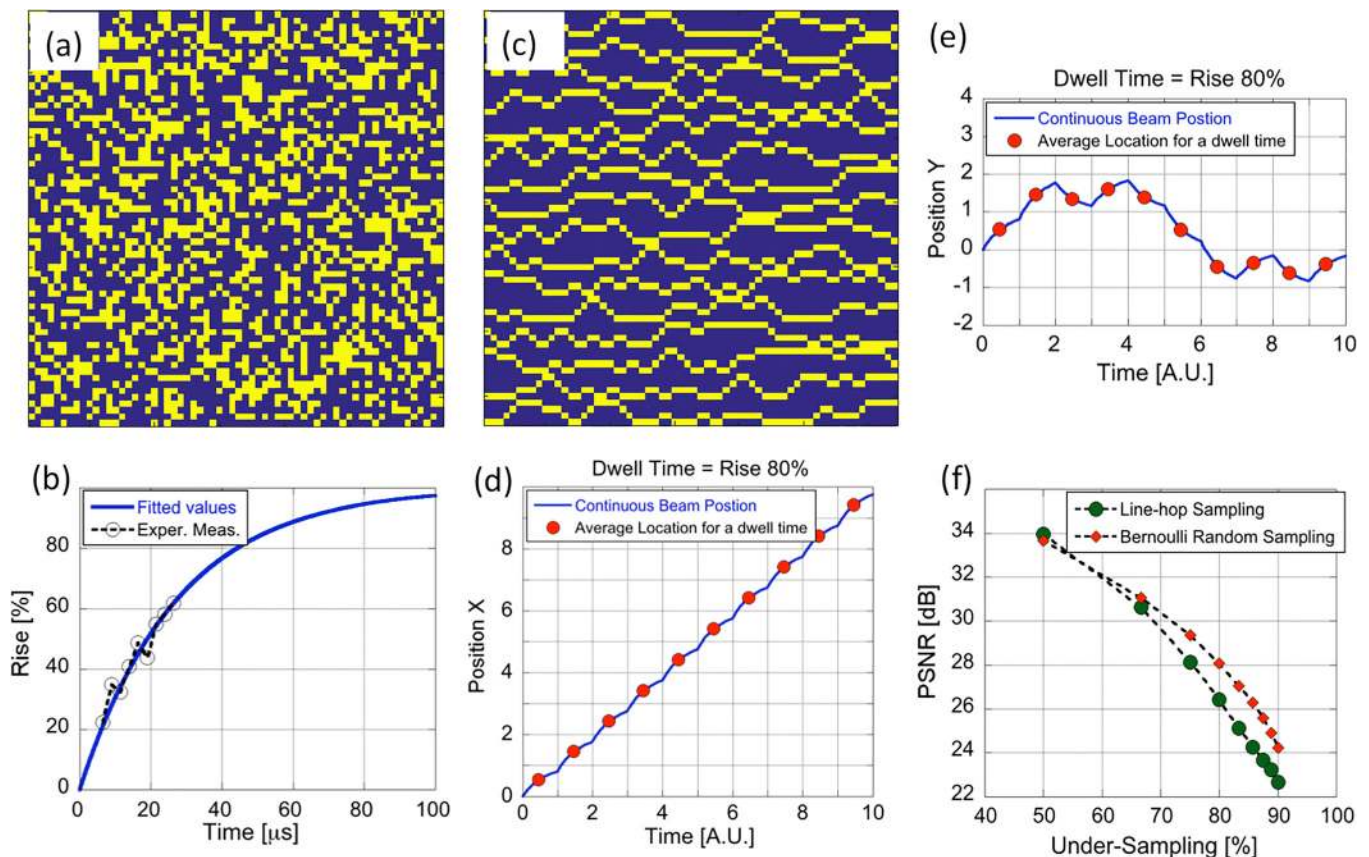 (a)
(c)
(e)
Dwell Time = Rise 80%
4
3
2
1
0
-1
-2
Position Y
Continuous Beam Postion
Average Location for a dwell time
0 2 4 6 8 10
Time [A.U.]
(b)
80
60
40
20
0
Rise [%]
Fitted values
Exper. Meas.
0 20 40 60 80 100
Time [µs]
(d)
Dwell Time = Rise 80%
8
6
4
2
0
Position X
Continuous Beam Postion
Average Location for a dwell time
0 2 4 6 8 10
Time [A.U.]
(f)
34
32
30
28
26
24
22
PSNR [dB]
Line-hop Sampling
Bernoulli Random Sampling
40 50 60 70 80 90 100
Under-Sampling [%]